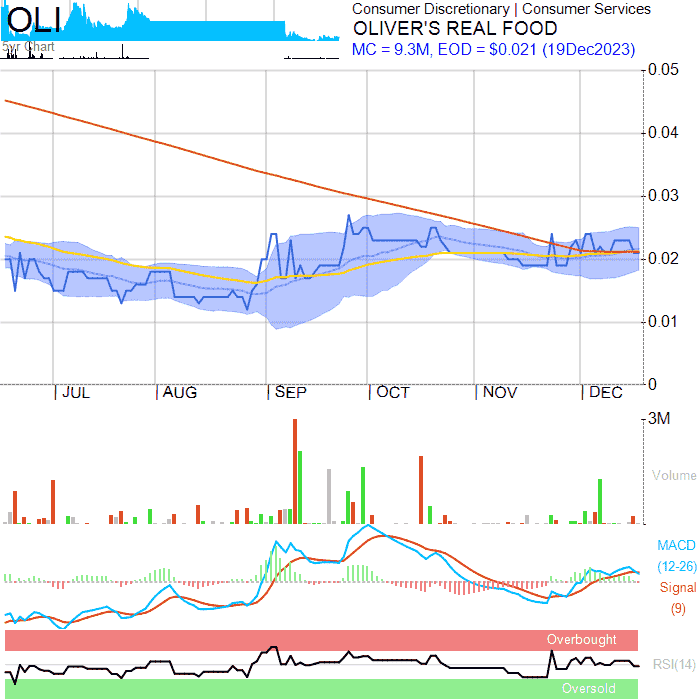 OLI
5yr Chart
Consumer Discretionary | Consumer Services
OLIVER'S REAL FOOD
MC = 9.3M, EOD = $0.021 (19Dec2023)
0.05
0.04
0.03
0.02
0.01
0
JUL AUG SEP OCT NOV DEC
3M
Volume
MACD
(12-26)
Signal
(9)
Overbought
RSI(14)
Oversold